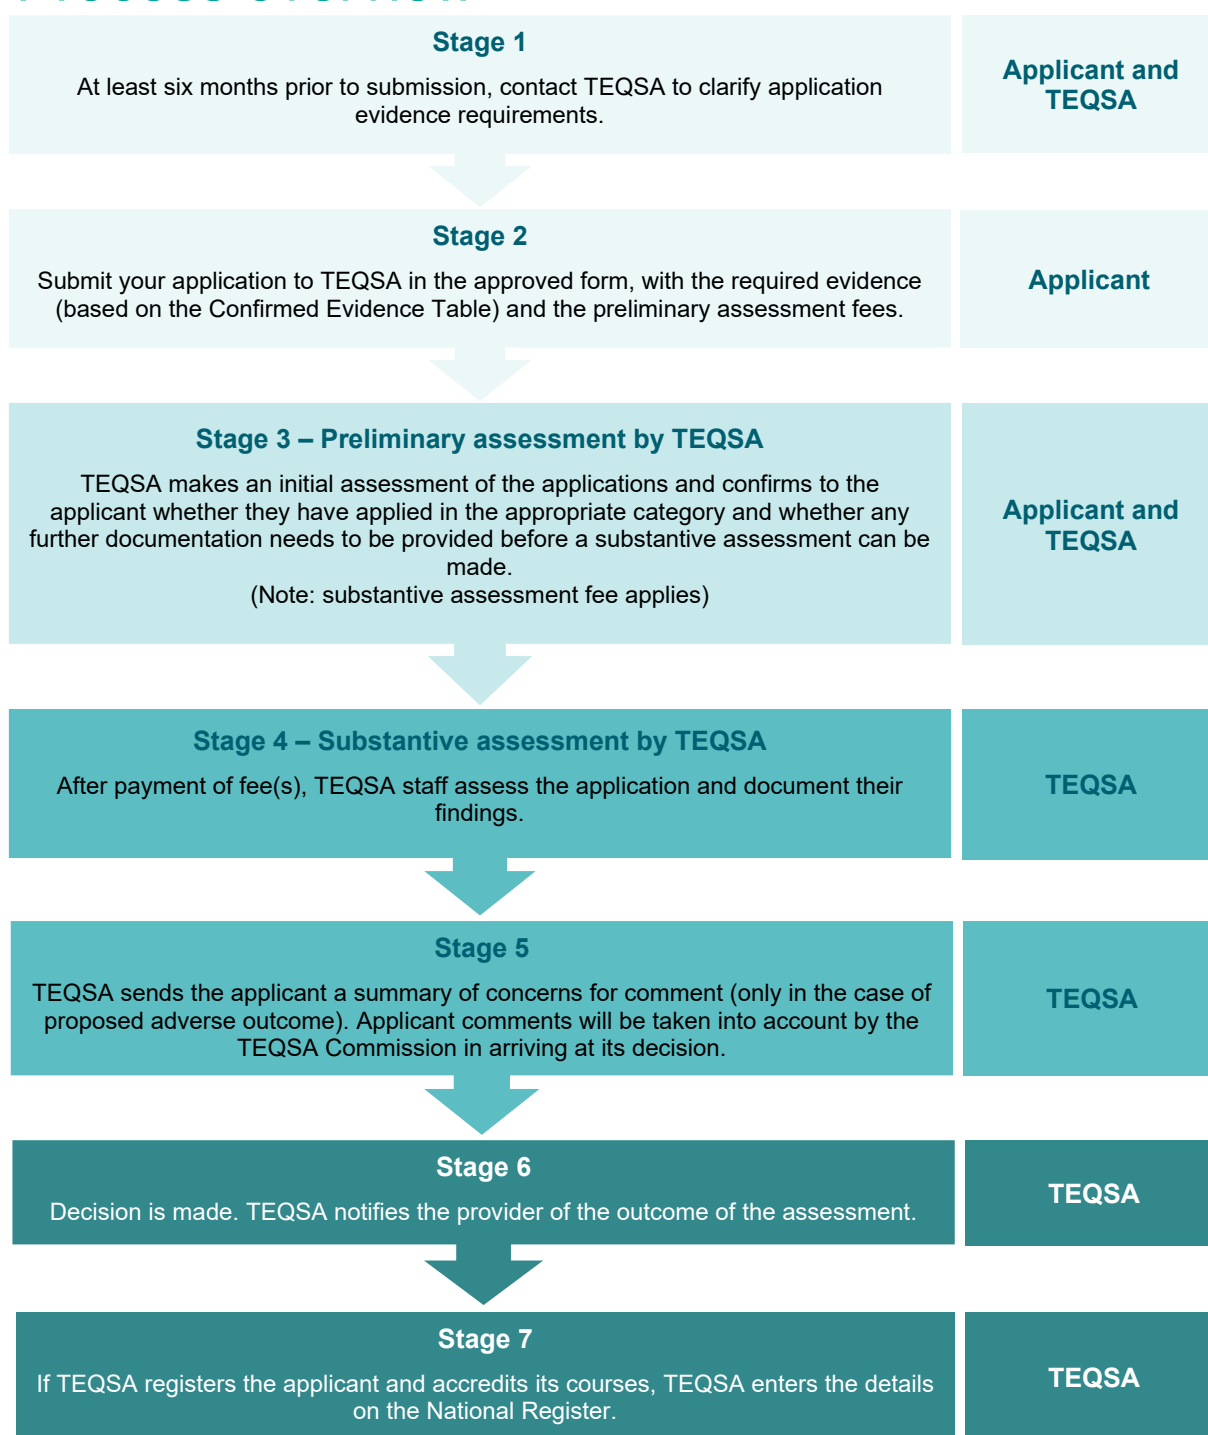 Process overview
Stage 1
At least six months prior to submission, contact TEQSA to clarify application
evidence requirements.
Applicant and
TEQSA
Stage 2
Submit your application to TEQSA in the approved form, with the required evidence
(based on the Confirmed Evidence Table) and the preliminary assessment fees.
Applicant
Stage 3 – Preliminary assessment by TEQSA
TEQSA makes an initial assessment of the applications and confirms to the
applicant whether they have applied in the appropriate category and whether any
further documentation needs to be provided before a substantive assessment can be
made.
(Note: substantive assessment fee applies)
Applicant and
TEQSA
Stage 4 – Substantive assessment by TEQSA
After payment of fee(s), TEQSA staff assess the application and document their
findings.
TEQSA
Stage 5
TEQSA sends the applicant a summary of concerns for comment (only in the case of
proposed adverse outcome). Applicant comments will be taken into account by the
TEQSA Commission in arriving at its decision.
TEQSA
Stage 6
Decision is made. TEQSA notifies the provider of the outcome of the assessment.
TEQSA
Stage 7
If TEQSA registers the applicant and accredits its courses, TEQSA enters the details
on the National Register.
TEQSA